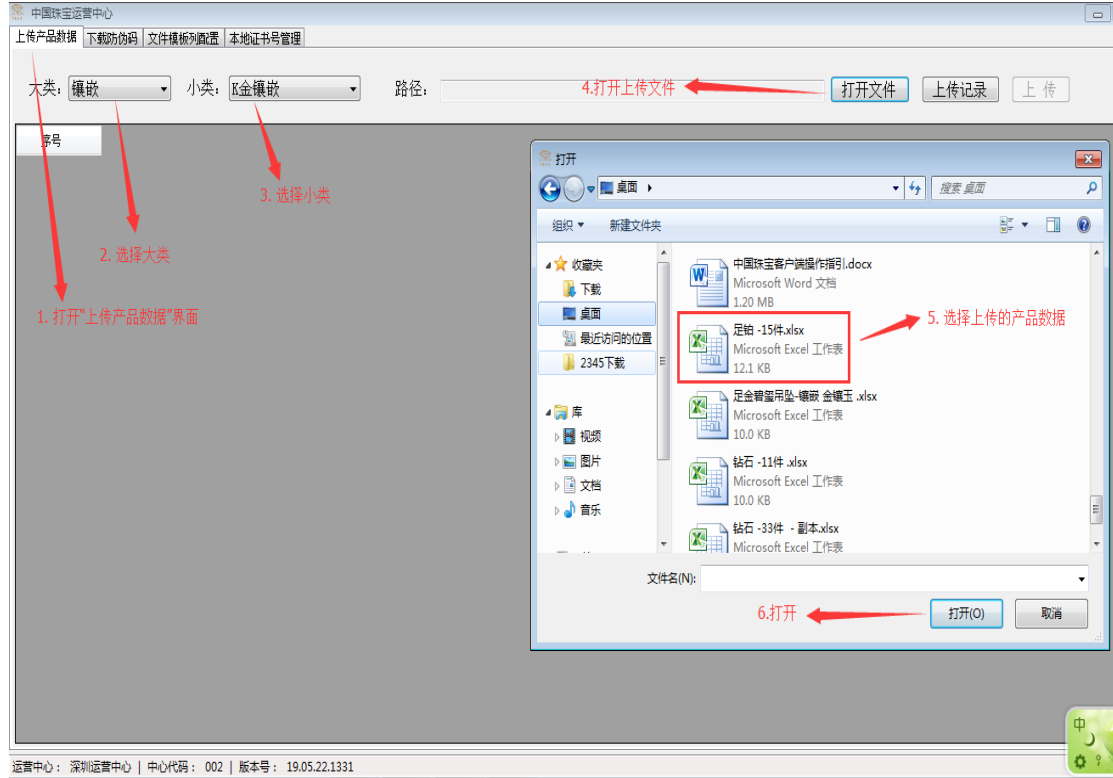 中国珠宝运营中心
上传产品数据 下载防伪码 文件模板列配置 本地证书号管理
大类: 镶嵌 小类: K金镶嵌 路径: 4.打开上传文件 打开文件 上传记录 上 传
序号
打开
桌面 搜索 桌面
3. 选择小类
组织 新建文件夹
2. 选择大类
收藏夹
下载
桌面
最近访问的位置
2345下载
库
视频
图片
文档
音乐
中国珠宝客户端操作指引.docx
Microsoft Word 文档
1.20 MB
足铂 -15件.xlsx
Microsoft Excel 工作表
12.1 KB
足金碧玺吊坠-镶嵌 金镶玉 .xlsx
Microsoft Excel 工作表
10.0 KB
钻石 -11件 .xlsx
Microsoft Excel 工作表
10.0 KB
钻石 -33件 - 副本.xlsx
Microsoft Excel 工作表
1. 打开"上传产品数据"界面
5. 选择上传的产品数据
文件名(N):
6.打开 打开(O) 取消
中
运营中心: 深圳运营中心 | 中心代码: 002 | 版本号: 19.05.22.1331